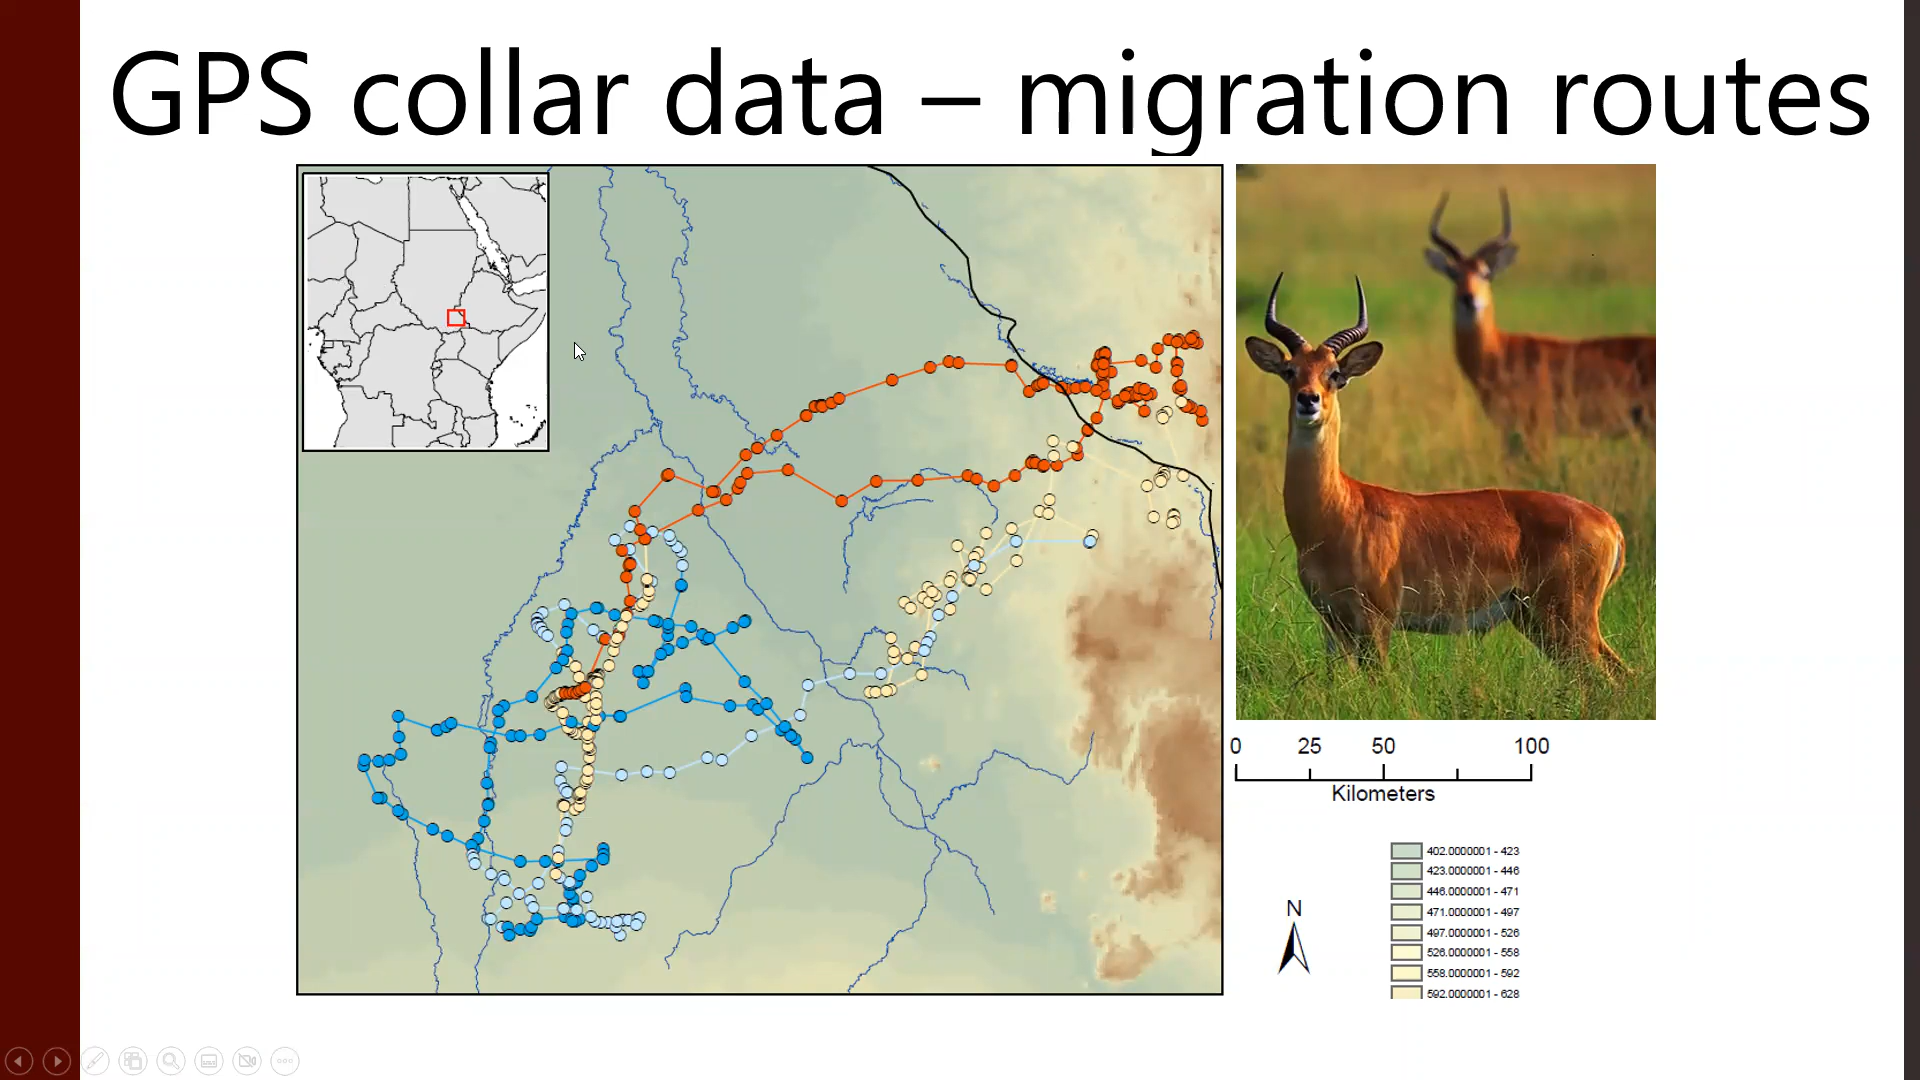 GPS collar data – migration routes
0 25 50 100
Kilometers
N
402.0000001 - 423
423.0000001 - 446
446.0000001 - 471
471.0000001 - 497
497.0000001 - 526
526.0000001 - 558
558.0000001 - 592
592.0000001 - 628